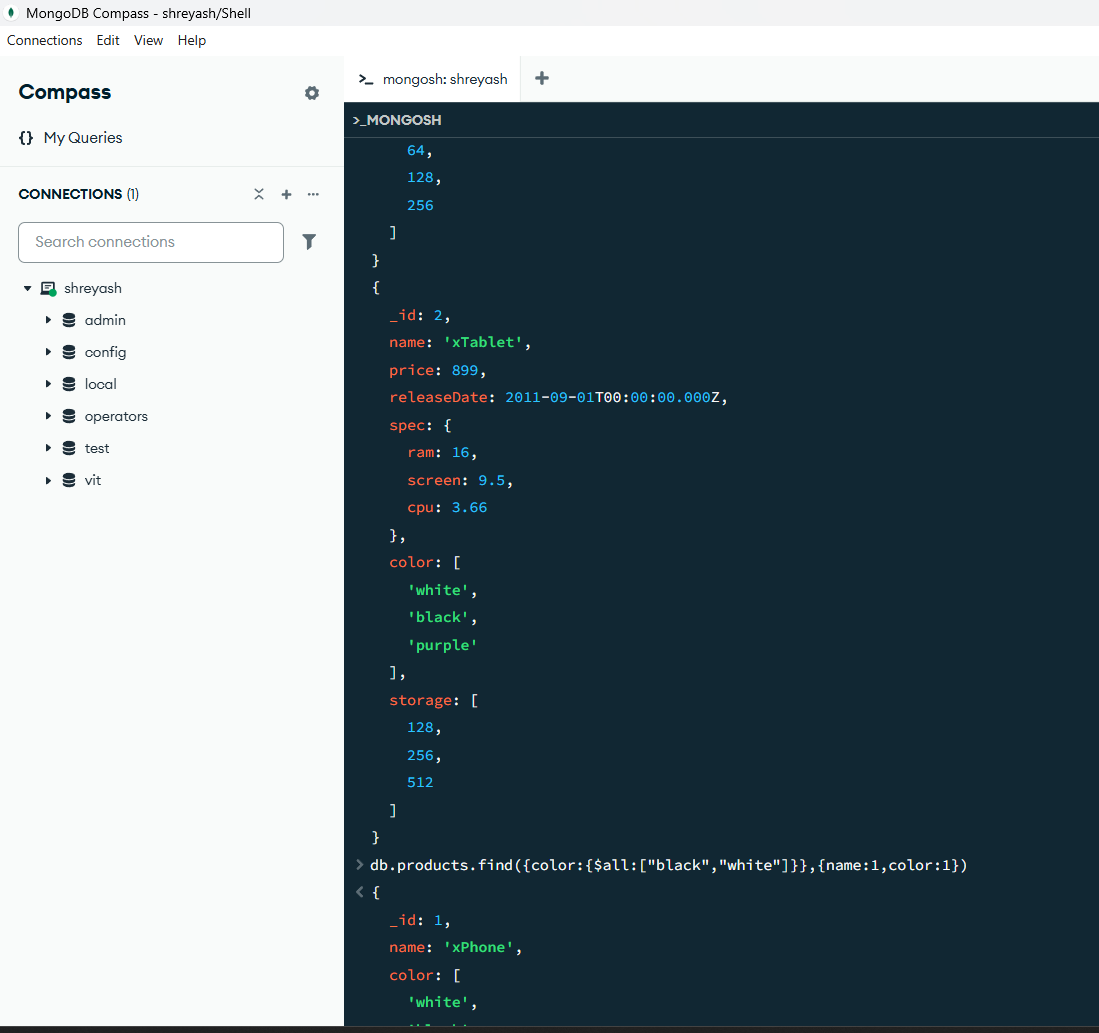 MongoDB Compass - shreyash/Shell
Connections Edit View Help
Compass
{} My Queries
CONNECTIONS (1)
Search connections
shreyash
admin
config
local
operators
test
vit
>_ mongosh: shreyash +
>_MONGOSH
64,
128,
256
]
}
{
_id: 2,
name: 'xTablet',
price: 899,
releaseDate: 2011-09-01T00:00:00.000Z,
spec: {
ram: 16,
screen: 9.5,
cpu: 3.66
},
color: [
'white',
'black',
'purple'
],
storage: [
128,
256,
512
]
}
> db.products.find({color:{$all:["black","white"]}},{name:1,color:1})
< {
_id: 1,
name: 'xPhone',
color: [
'white',